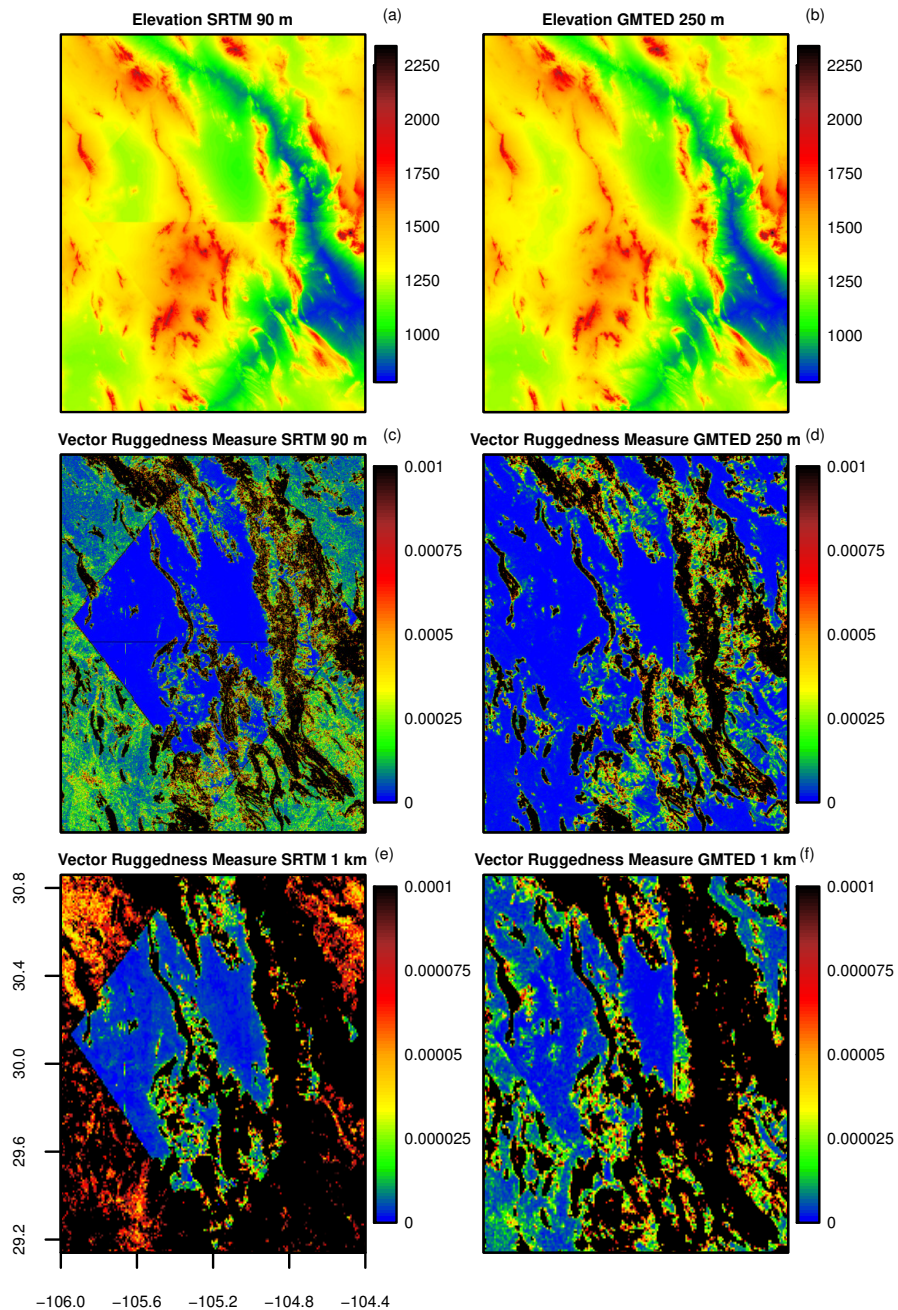 Elevation SRTM 90 m
(a)
2250
2000
1750
1500
1250
1000
Elevation GMTED 250 m
(b)
2250
2000
1750
1500
1250
1000
Vector Ruggedness Measure SRTM 90 m
(c)
0.001
0.00075
0.0005
0.00025
0
Vector Ruggedness Measure GMTED 250 m
(d)
0.001
0.00075
0.0005
0.00025
0
Vector Ruggedness Measure SRTM 1 km
(e)
30.8
30.4
30.0
29.6
29.2
0.0001
0.000075
0.00005
0.000025
0
−106.0 −105.6 −105.2 −104.8 −104.4
Vector Ruggedness Measure GMTED 1 km
(f)
0.0001
0.000075
0.00005
0.000025
0